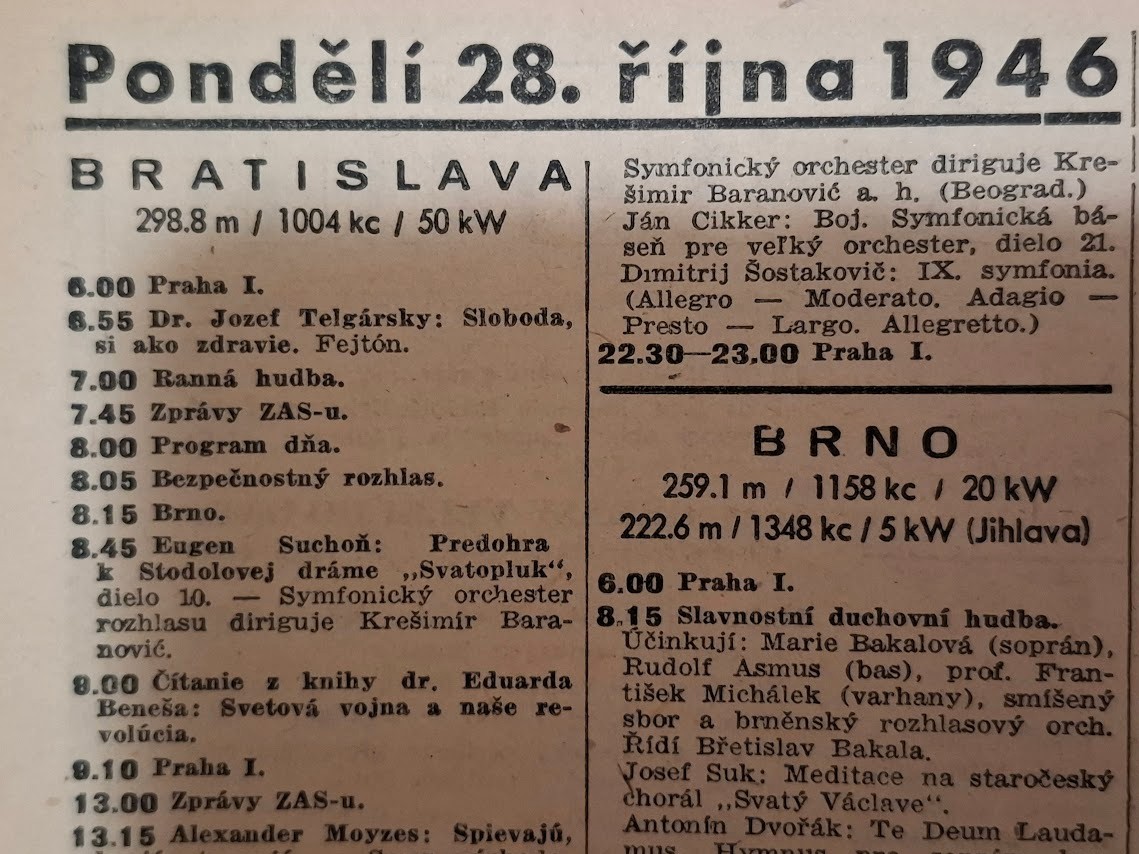 Pondělí 28. října 1946
BRATISLAVA
298.8 m / 1004 kc / 50 kW
6.00 Praha I.
6.55 Dr. Jozef Telgársky: Sloboda,
si ako zdravie. Fejtón.
7.00 Ranná hudba.
7.45 Zprávy ZAS-u.
8.00 Program dňa.
8.05 Bezpečnostný rozhlas.
8.15 Brno.
8.45 Eugen Suchoň: Predohra
k Stodolovej dráme „Svatopluk“,
dielo 10. — Symfonický orchester
rozhlasu diriguje Krešimír Bara-
nović.
9.00 Čítanie z knihy dr. Eduarda
Beneša: Svetová vojna a naše re-
volúcia.
9.10 Praha I.
13.00 Zprávy ZAS-u.
13.15 Alexander Moyzes: Spievajú,
Symfonický orchester diriguje Kre-
šimir Baranović a. h. (Beograd.)
Ján Cikker: Boj. Symfonická bá-
seň pre veľký orchester, dielo 21.
Dimitrij Šostakovič: IX. symfonia.
(Allegro — Moderato. Adagio —
Presto — Largo. Allegretto.)
22.30—23.00 Praha I.
BRNO
259.1 m / 1158 kc / 20 kW
222.6 m / 1348 kc / 5 kW (Jihlava)
6.00 Praha I.
8.15 Slavnostní duchovní hudba.
Účinkují: Marie Bakalová (soprán),
Rudolf Asmus (bas), prof. Fran-
tišek Michálek (varhany), smíšený
sbor a brněnský rozhlasový orch.
Řídí Břetislav Bakala.
Josef Suk: Meditace na staročeský
chorál „Svatý Václave“.
Antonín Dvořák: Te Deum Lauda-